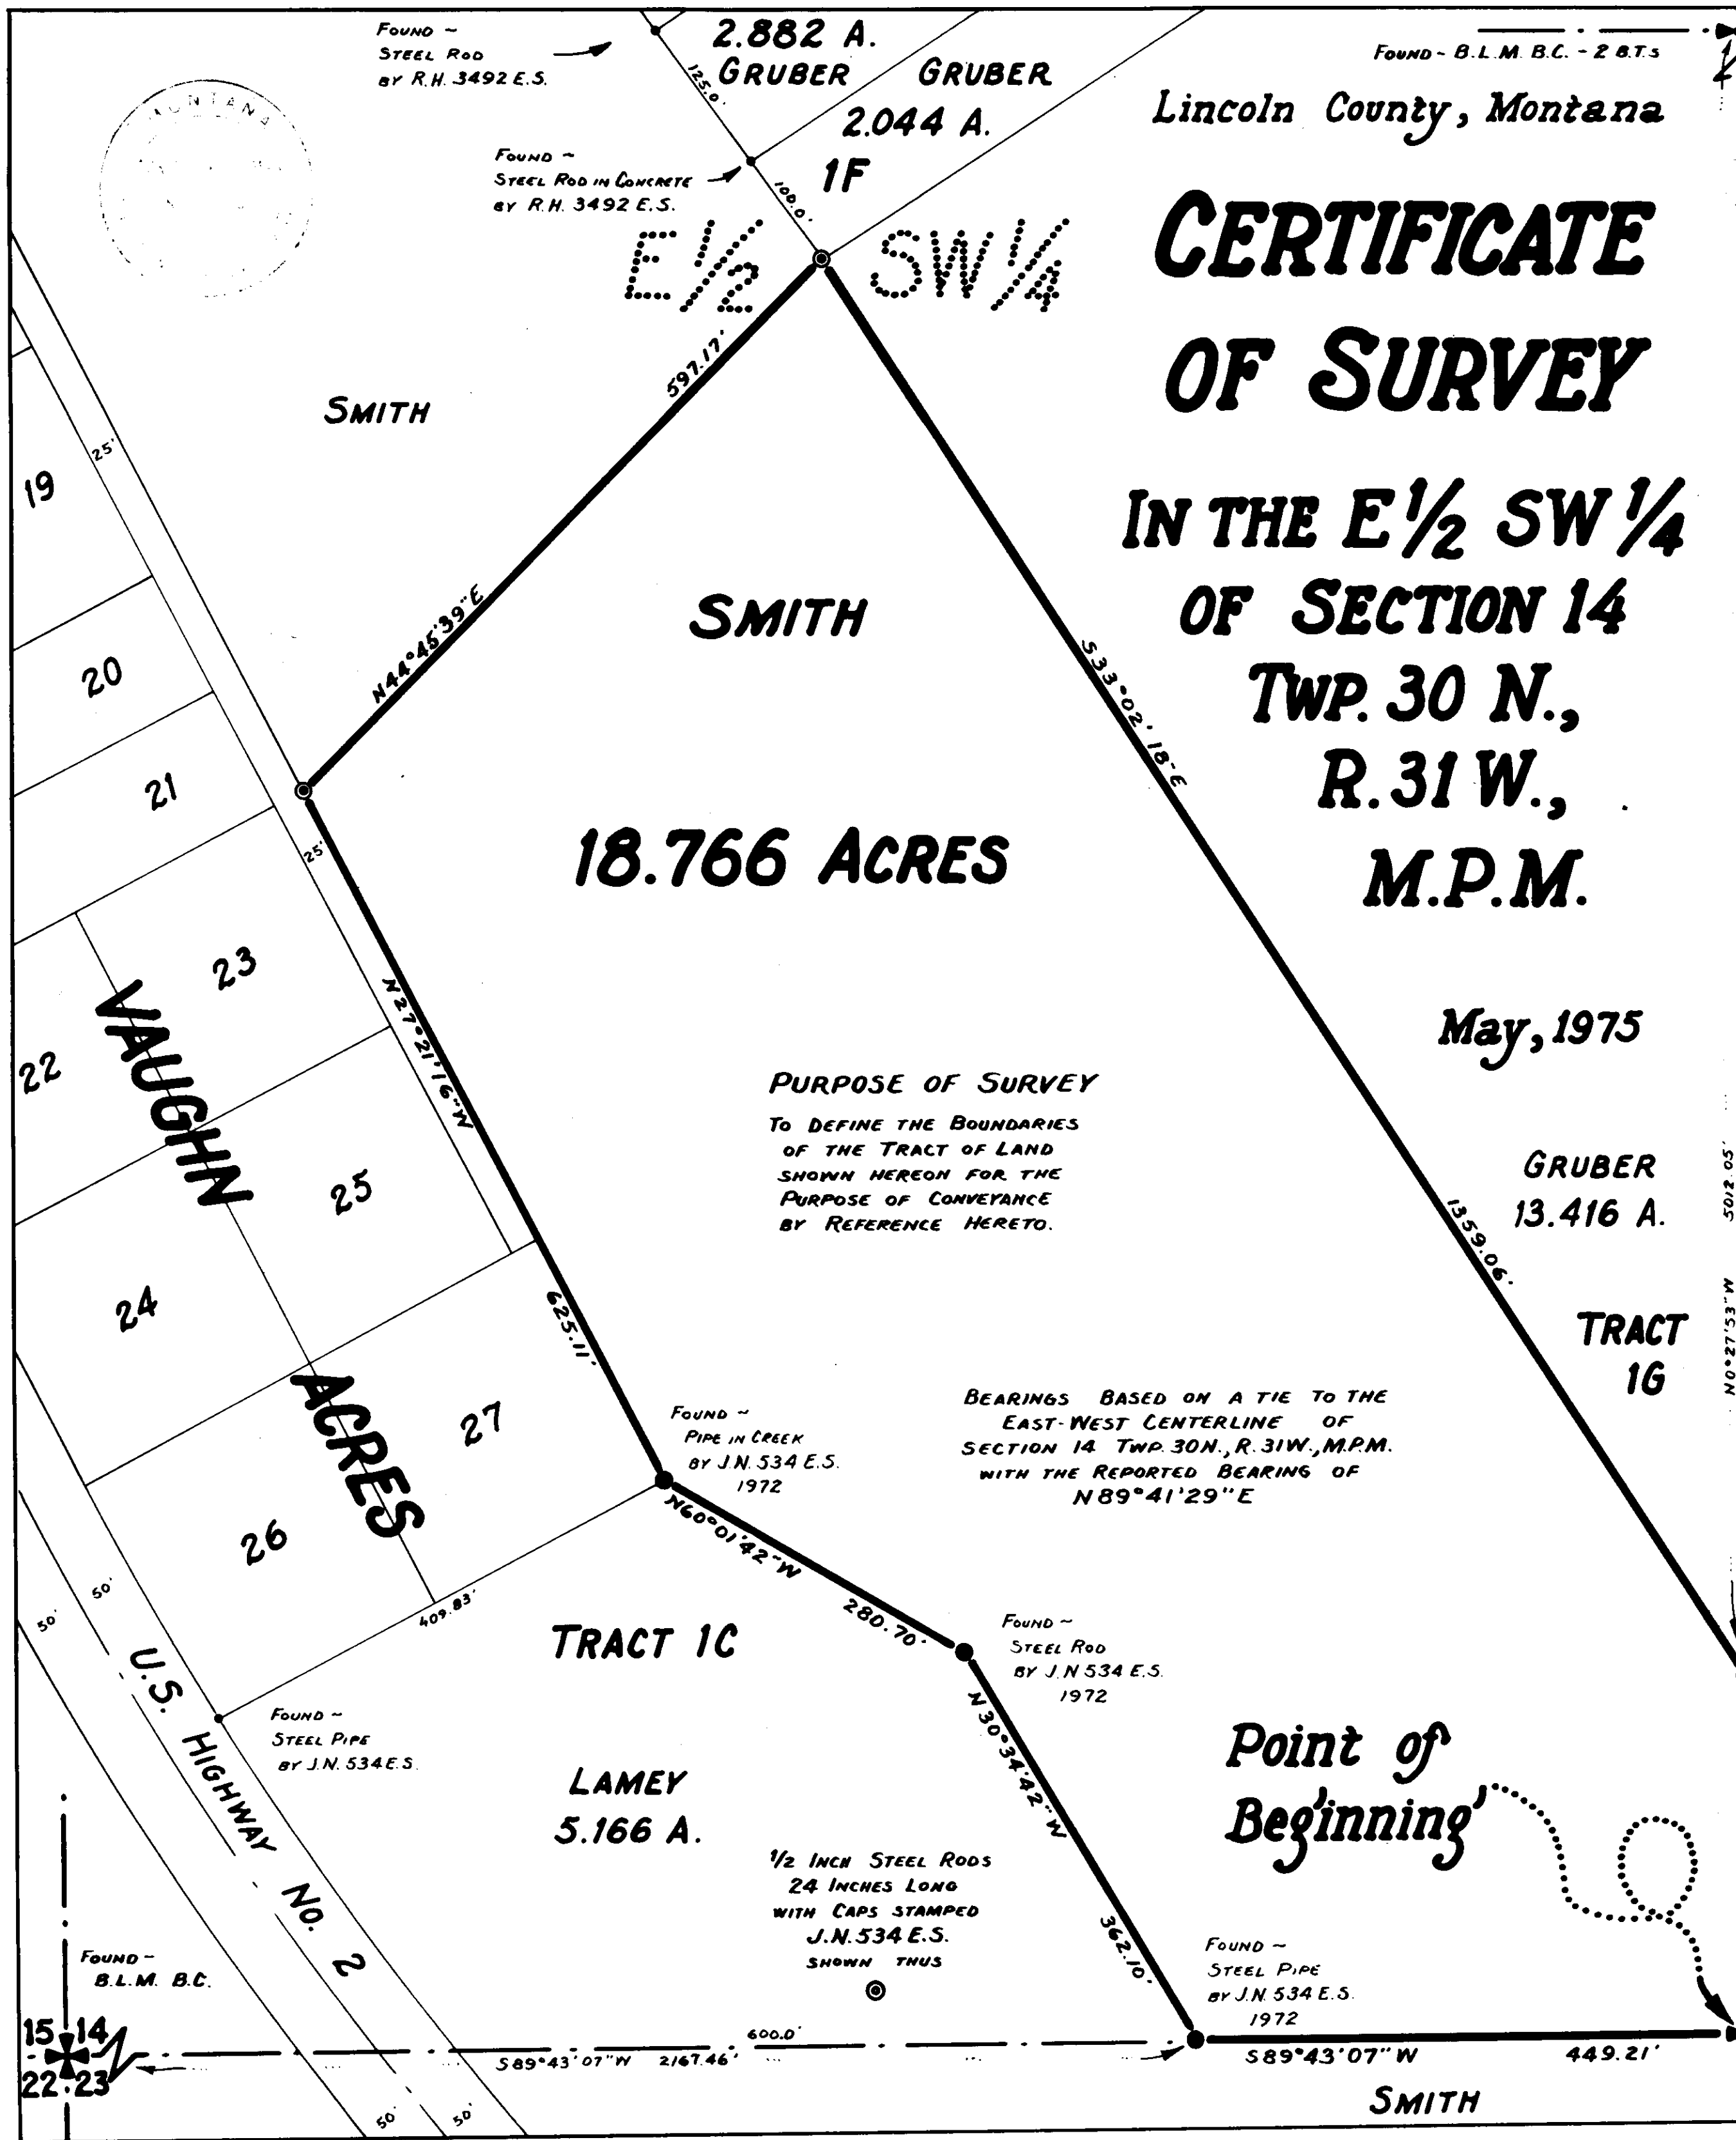 FOUND ~
STEEL ROD
BY R.H. 3492 E.S.
2.882 A.
GRUBER
125.0'
GRUBER
2.044 A.
1F
FOUND - B.L.M. B.C. - 2 B.T.S
Lincoln County, Montana
MONTANA
FOUND ~
STEEL ROD IN CONCRETE
BY R.H. 3492 E.S.
100.0'
E 1/2 SW 1/4
CERTIFICATE
OF SURVEY
IN THE E 1/2 SW 1/4
OF SECTION 14
TWP. 30 N.,
R. 31 W.,
M.P.M.
May, 1975
SMITH
597.17'
N44°45'39"E
SMITH
S33°02'18"E
1359.06'
18.766 ACRES
25'
19
20
21
25'
22
23
VAUGHN
ACRES
N27°21'16"W
625.11'
24
25
26
27
PURPOSE OF SURVEY
TO DEFINE THE BOUNDARIES
OF THE TRACT OF LAND
SHOWN HEREON FOR THE
PURPOSE OF CONVEYANCE
BY REFERENCE HERETO.
GRUBER
13.416 A.
TRACT
1G
N0°27'53"W 5012.05'
FOUND ~
PIPE IN CREEK
BY J.N. 534 E.S.
1972
BEARINGS BASED ON A TIE TO THE
EAST-WEST CENTERLINE OF
SECTION 14 TWP. 30N., R. 31W., M.P.M.
WITH THE REPORTED BEARING OF
N89°41'29"E
N60°01'42"W
280.70'
409.83'
50'
50'
U.S. HIGHWAY NO. 2
TRACT 1C
FOUND ~
STEEL ROD
BY J.N 534 E.S.
1972
N30°34'42"W
362.10'
FOUND ~
STEEL PIPE
BY J.N. 534 E.S.
LAMEY
5.166 A.
Point of
Beginning
1/2 INCH STEEL RODS
24 INCHES LONG
WITH CAPS STAMPED
J.N. 534 E.S.
SHOWN THUS
FOUND -
B.L.M. B.C.
FOUND ~
STEEL PIPE
BY J.N. 534 E.S.
1972
15 14
22 23
600.0'
S89°43'07"W 2167.46'
S89°43'07"W 449.21'
50'
50'
SMITH